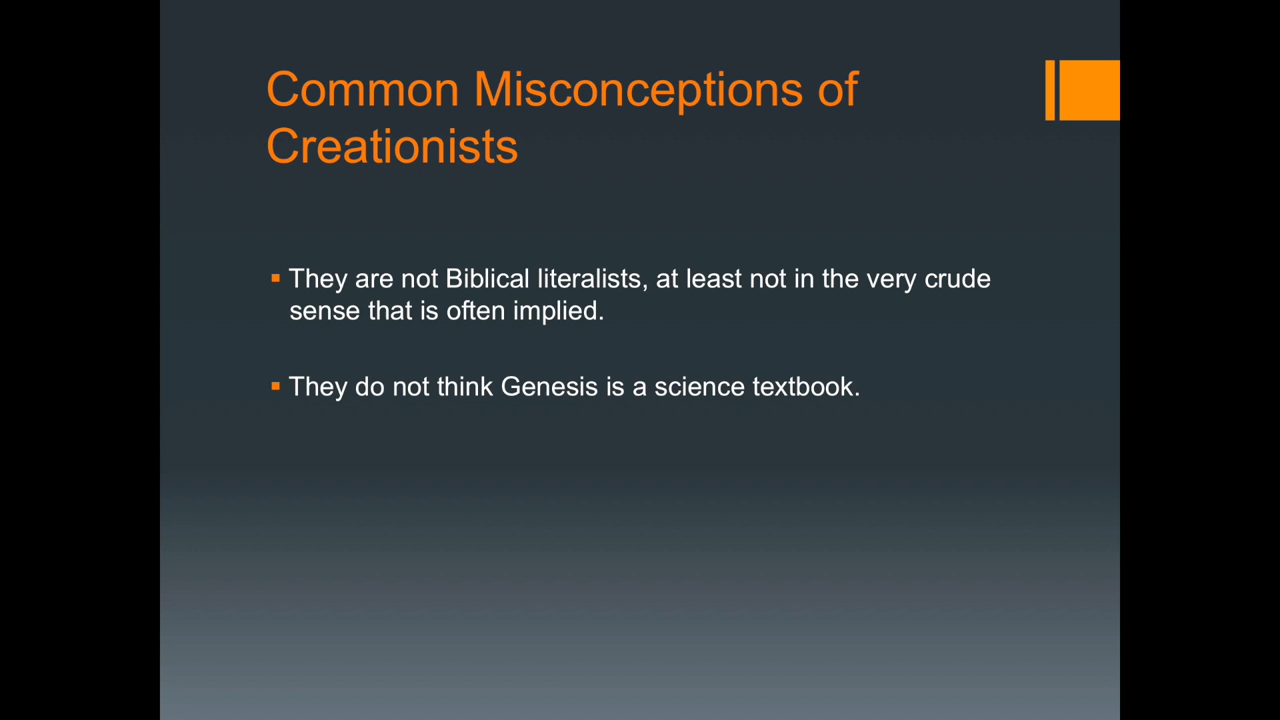 Common Misconceptions of
Creationists
They are not Biblical literalists, at least not in the very crude
sense that is often implied.
They do not think Genesis is a science textbook.